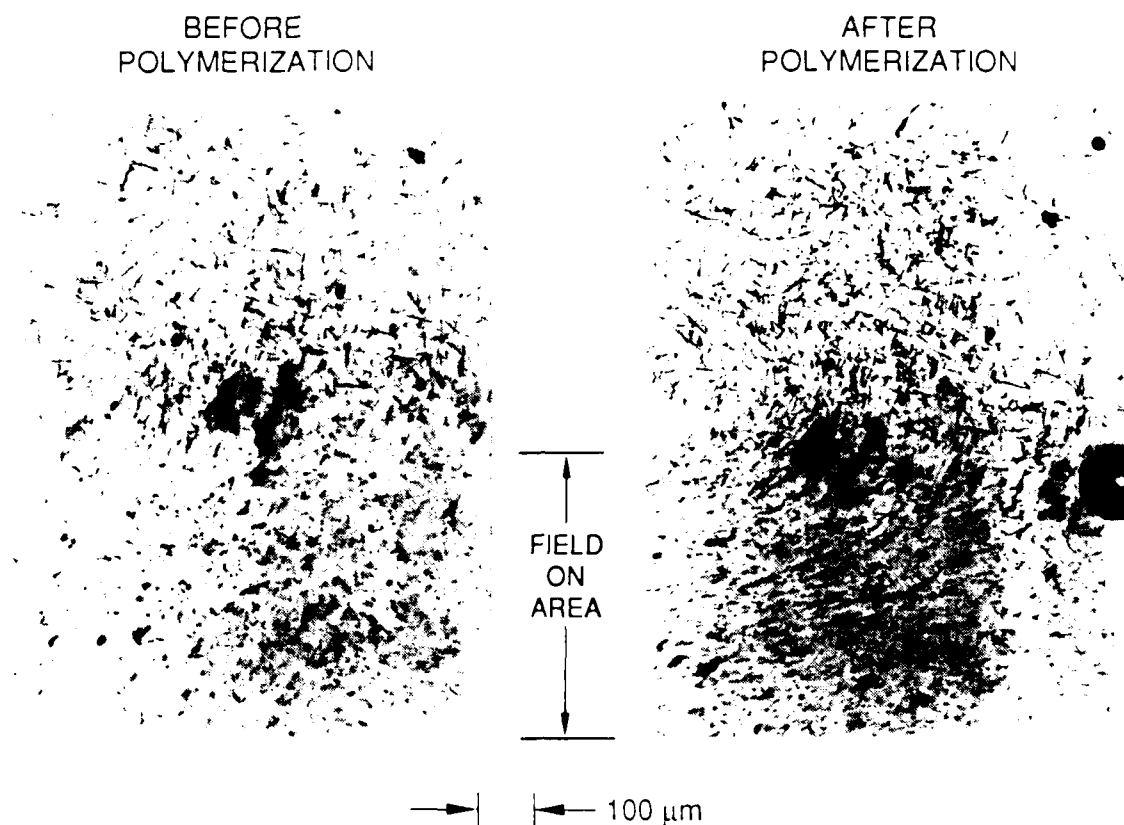 BEFORE
POLYMERIZATION
AFTER
POLYMERIZATION
FIELD
ON
AREA
100 μm